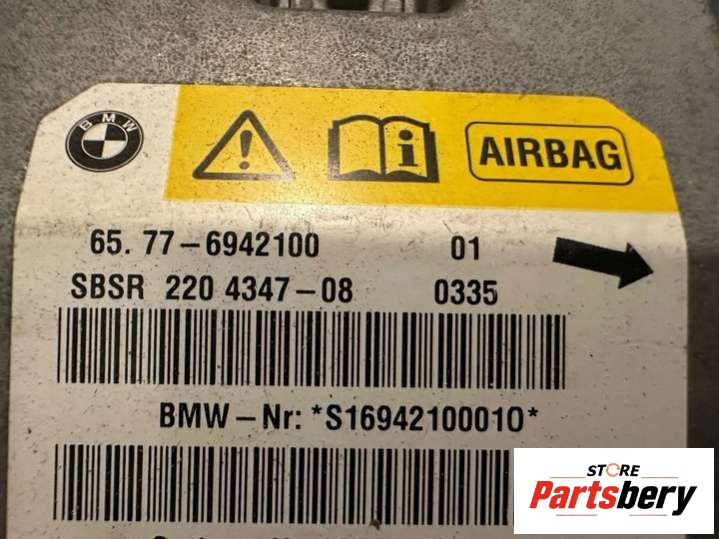 BMW
AIRBAG
65. 77-6942100 01
SBSR 220 4347-08 0335
BMW-Nr: *S16942100010*
STORE
Partsbery